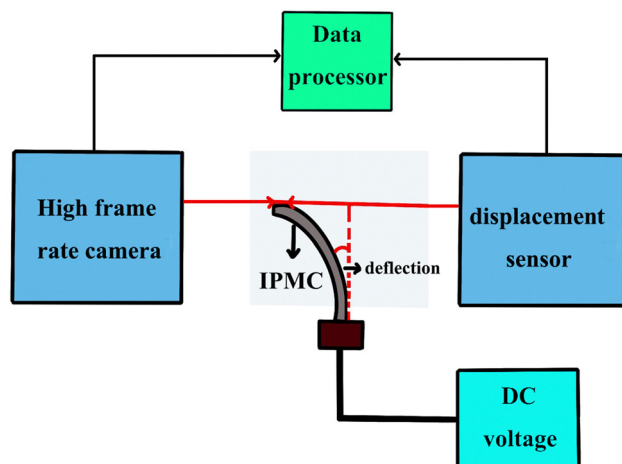 Data
processor
High frame
rate camera
displacement
sensor
IPMC
deflection
DC
voltage